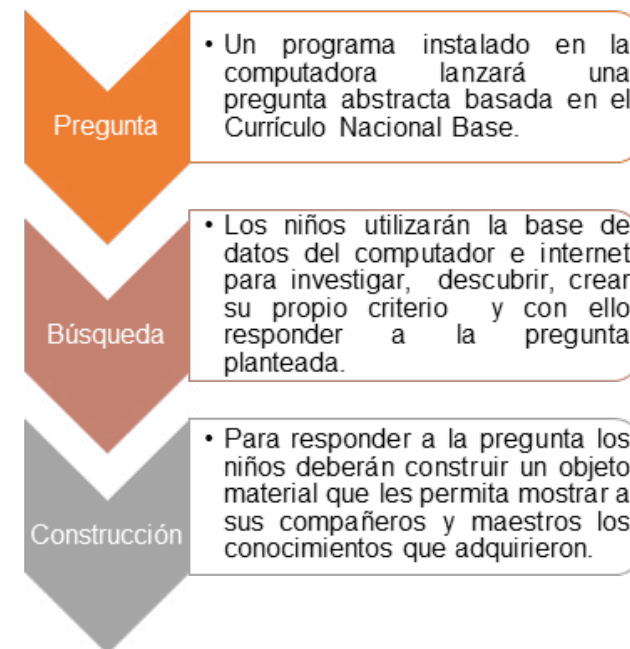 Pregunta
• Un programa instalado en la
computadora lanzará una
pregunta abstracta basada en el
Currículo Nacional Base.
Búsqueda
• Los niños utilizarán la base de
datos del computador e internet
para investigar, descubrir, crear
su propio criterio y con ello
responder a la pregunta
planteada.
Construcción
• Para responder a la pregunta los
niños deberán construir un objeto
material que les permita mostrar a
sus compañeros y maestros los
conocimientos que adquirieron.